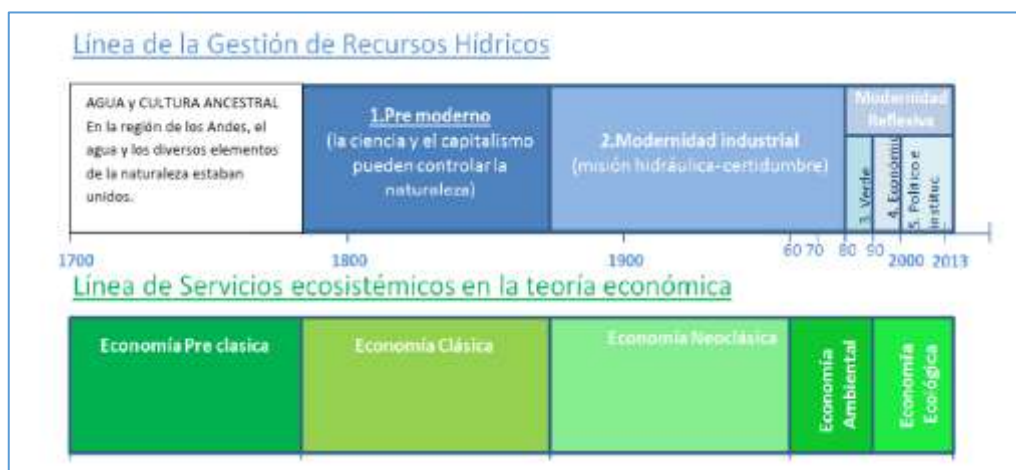 Línea de la Gestión de Recursos Hídricos
AGUA y CULTURA ANCESTRAL
En la región de los Andes, el
agua y los diversos elementos
de la naturaleza estaban
unidos.
1.Pre moderno
(la ciencia y el capitalismo
pueden controlar la
naturaleza)
2.Modernidad industrial
(misión hidráulica-certidumbre)
Modernidad
Reflexiva
3. Verde
4. Economic
5. Político e
instituc.
1700
1800
1900
60 70
80
90
2000
2013
Línea de Servicios ecosistémicos en la teoría económica
Economía Pre clasica
Economía Clásica
Economía Neoclásica
Economía
Ambiental
Economía
Ecológica